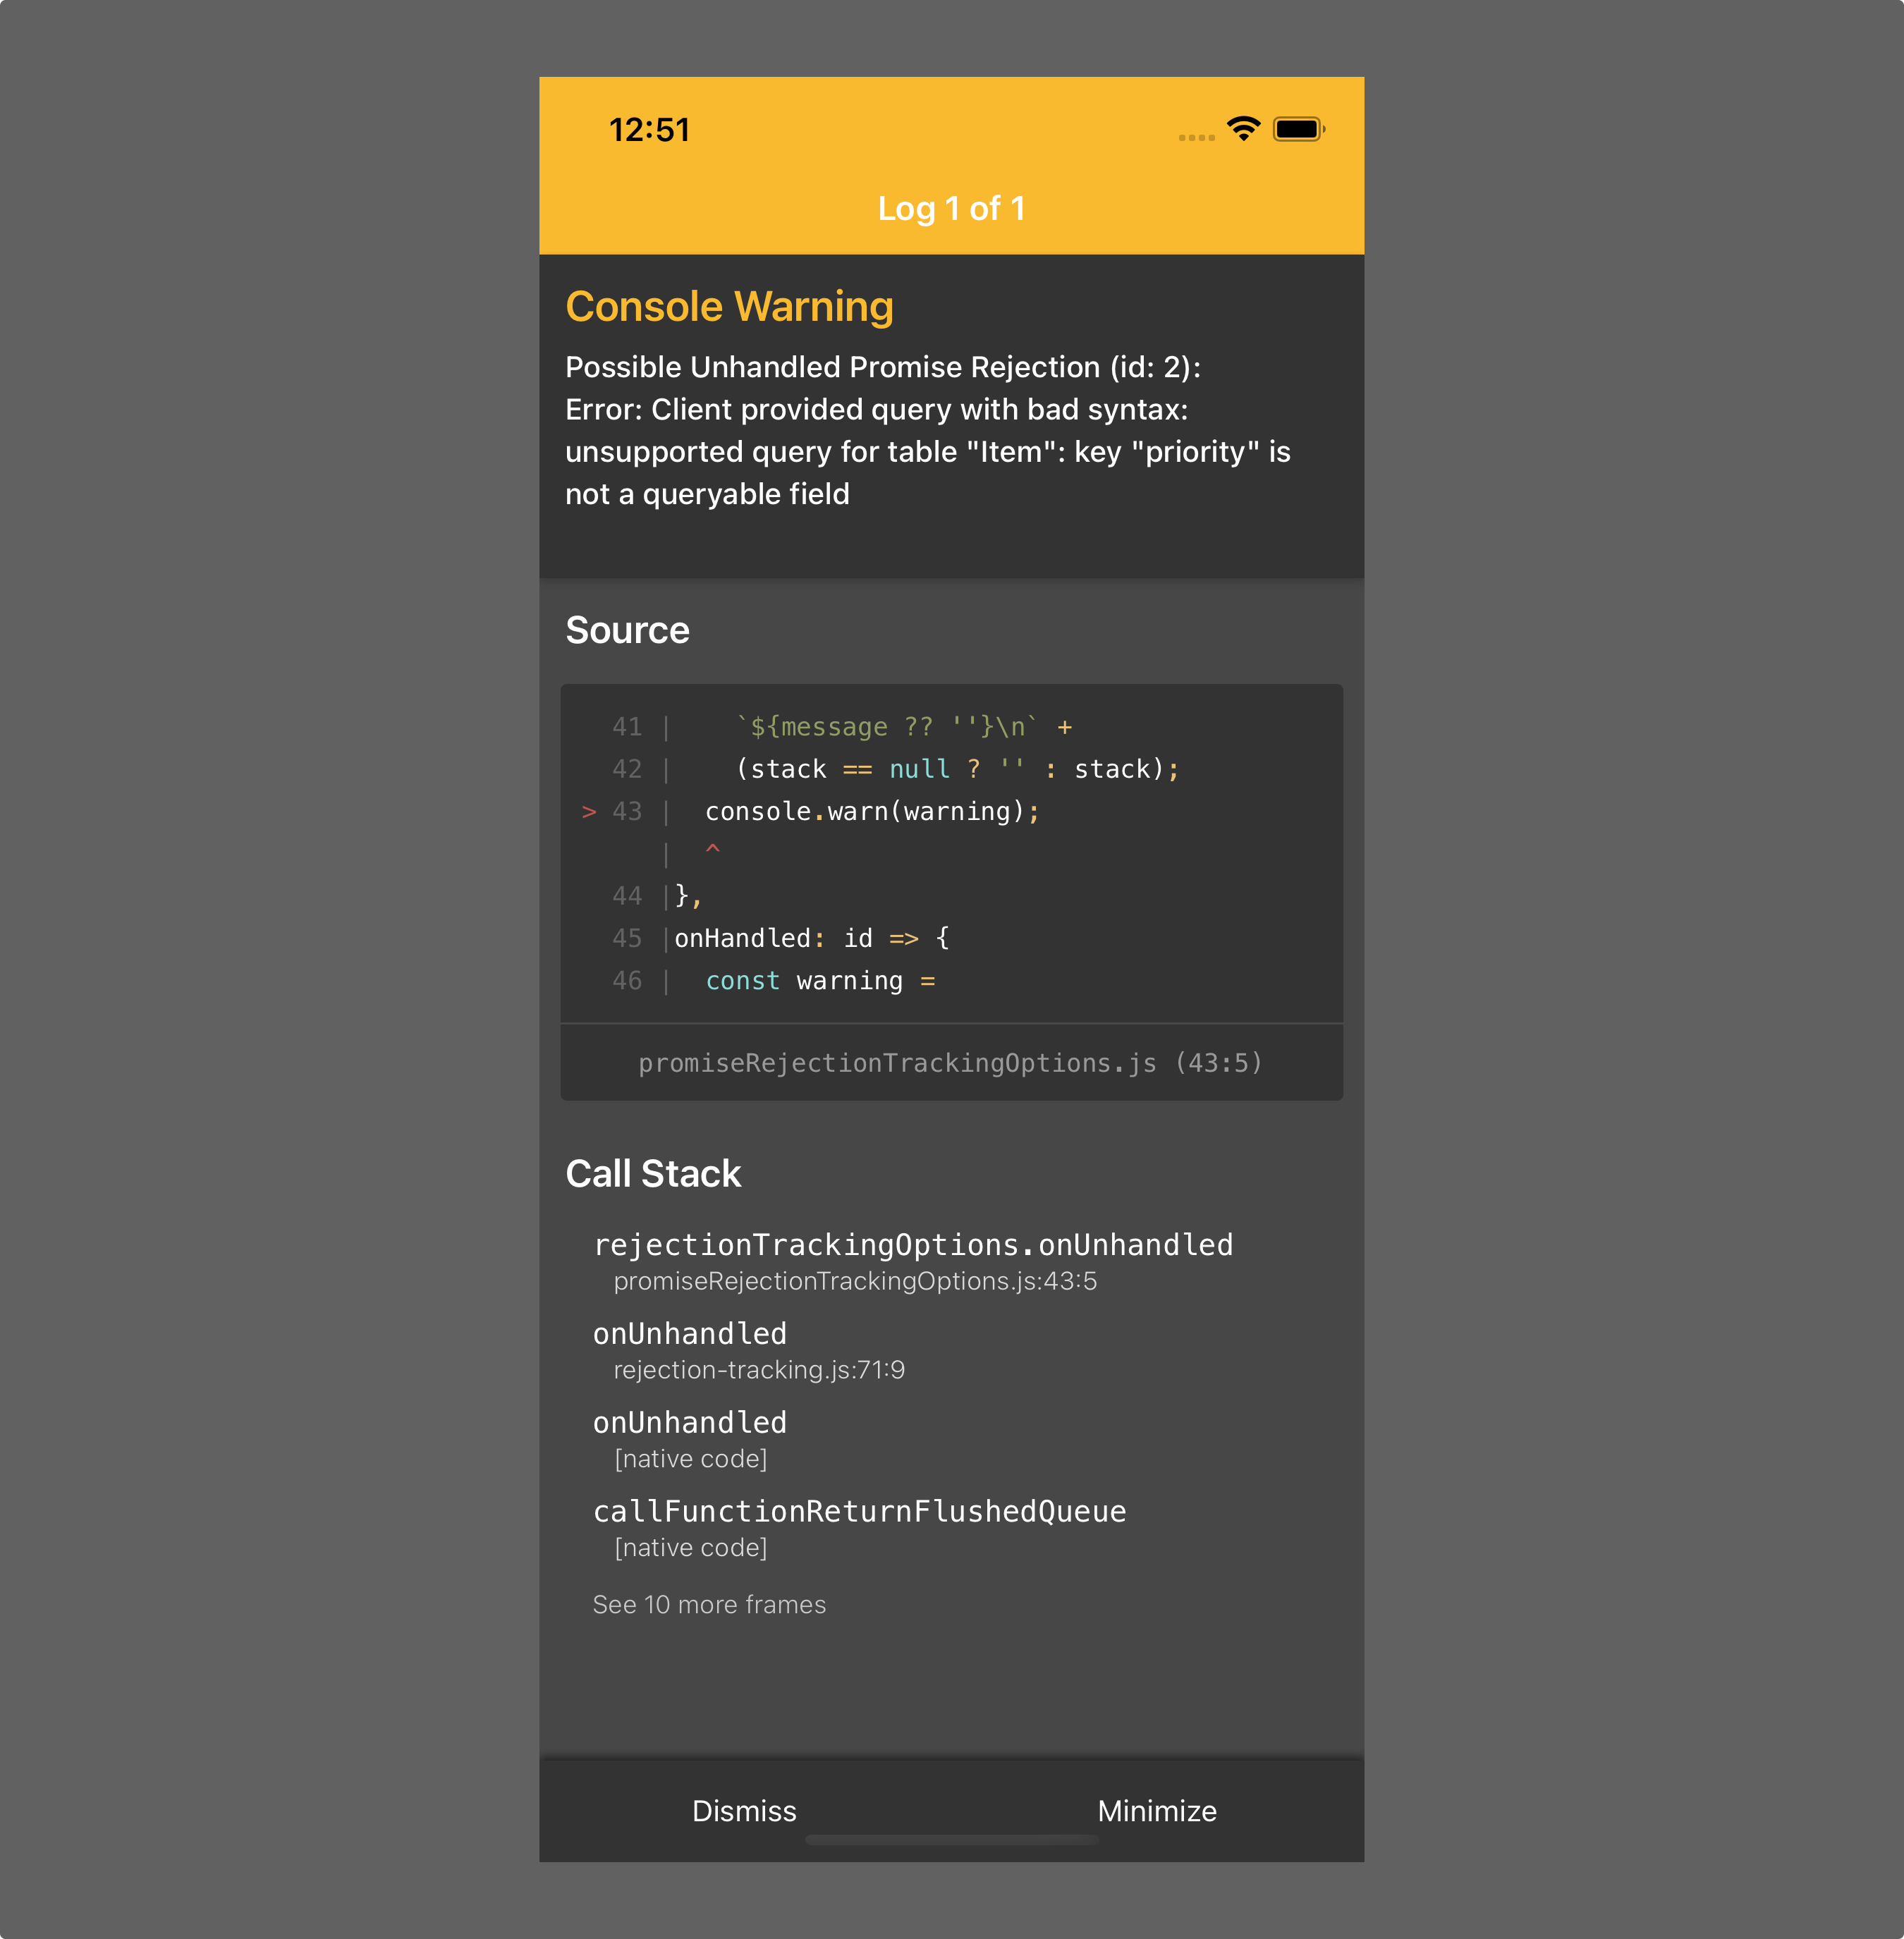 12:51
Log 1 of 1
Console Warning
Possible Unhandled Promise Rejection (id: 2):
Error: Client provided query with bad syntax:
unsupported query for table "Item": key "priority" is
not a queryable field
Source
41 |    `${message ?? ''}\n` +
42 |    (stack == null ? '' : stack);
> 43 |  console.warn(warning);
|  ^
44 |},
45 |onHandled: id => {
46 |  const warning =
promiseRejectionTrackingOptions.js (43:5)
Call Stack
rejectionTrackingOptions.onUnhandled
promiseRejectionTrackingOptions.js:43:5
onUnhandled
rejection-tracking.js:71:9
onUnhandled
[native code]
callFunctionReturnFlushedQueue
[native code]
See 10 more frames
Dismiss Minimize